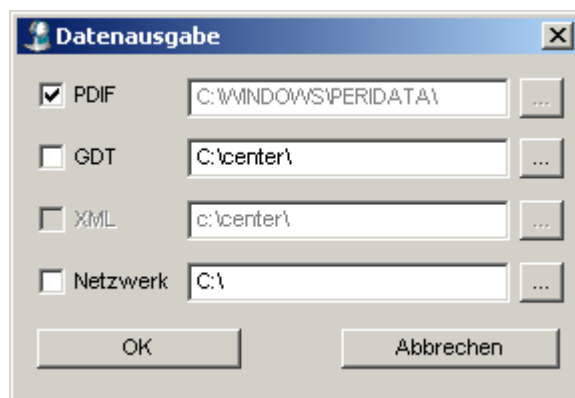 Datenausgabe
PDIF C:\WINDOWS\PERIDATA\ ...
GDT C:\center\ ...
XML c:\center\ ...
Netzwerk C:\ ...
OK Abbrechen